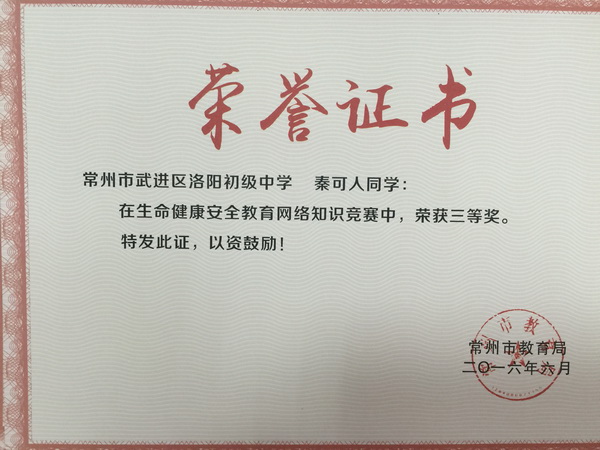 荣誉证书
常州市武进区洛阳初级中学 秦可人同学：
在生命健康安全教育网络知识竞赛中，荣获三等奖。
特发此证，以资鼓励！
常州市教育局
二〇一六年六月